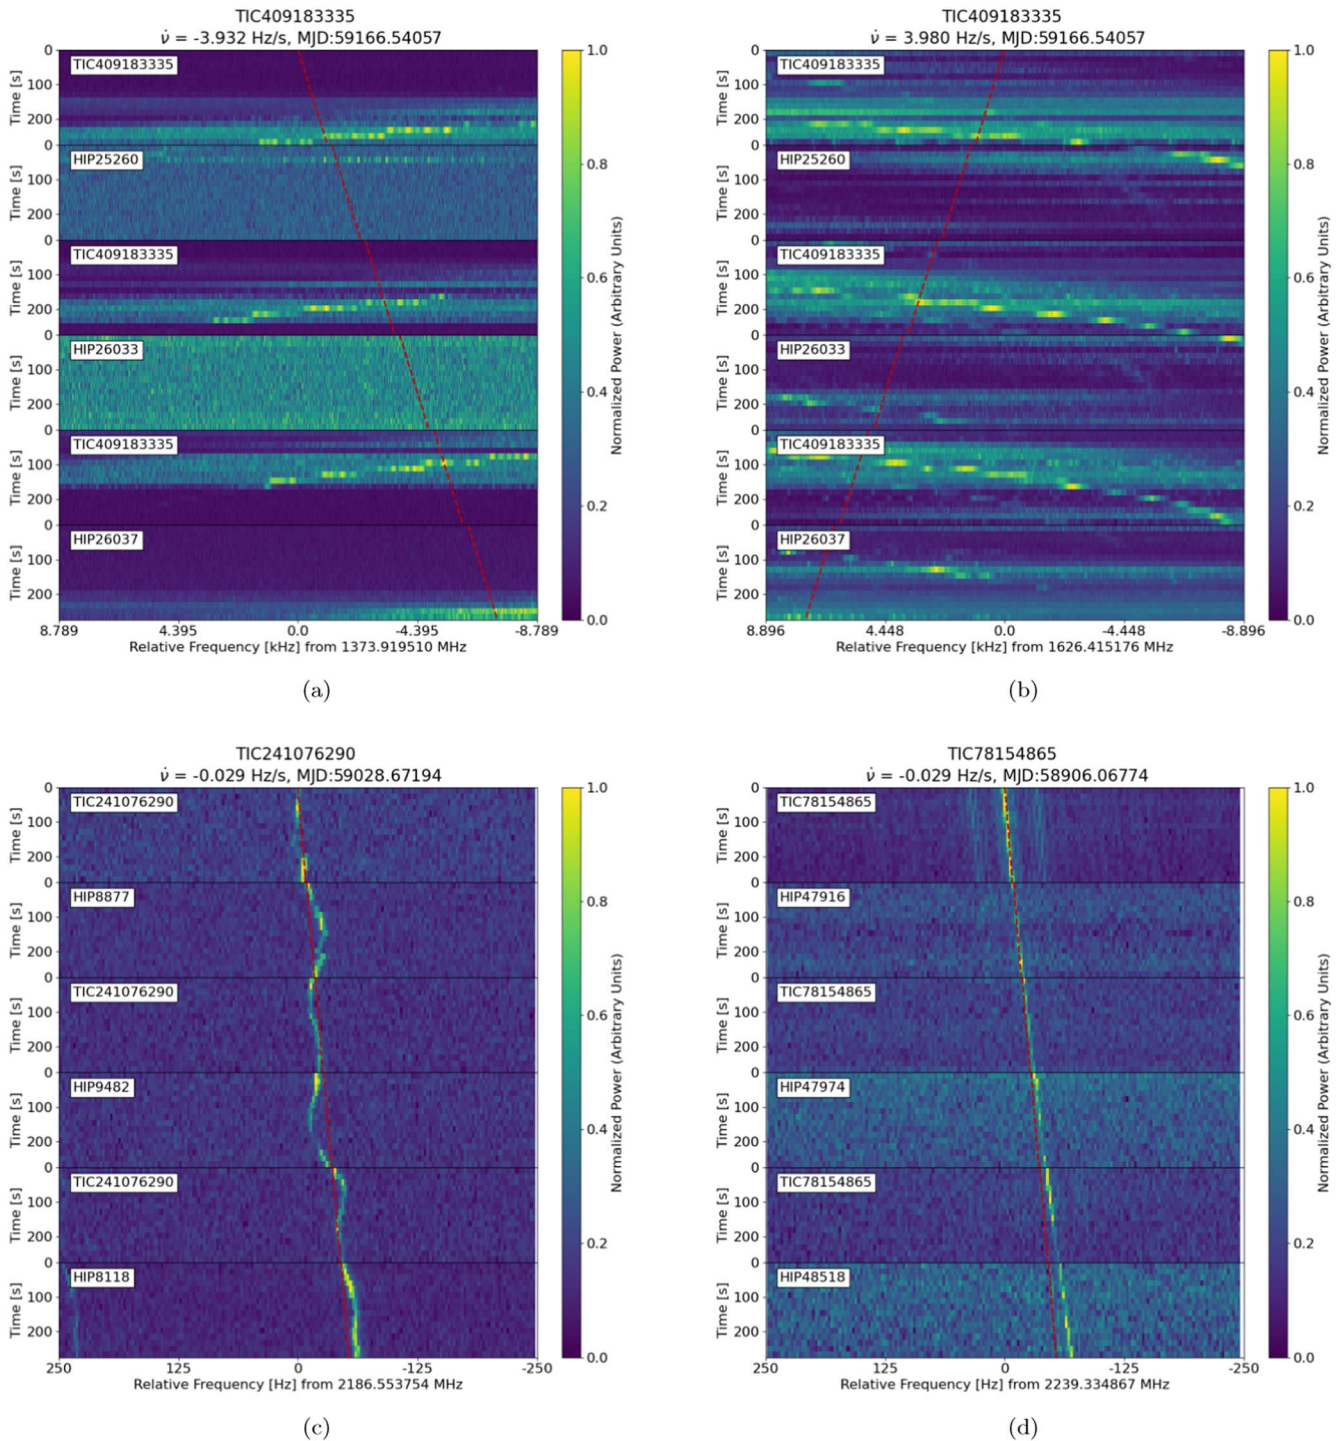 TIC409183335
ν̇ = -3.932 Hz/s, MJD:59166.54057
0
TIC409183335
100
200
0
HIP25260
100
200
0
TIC409183335
100
200
0
HIP26033
100
200
0
TIC409183335
100
200
0
HIP26037
100
200
Time [s]
Time [s]
Time [s]
Time [s]
Time [s]
Time [s]
8.789 4.395 0.0 -4.395 -8.789
Relative Frequency [kHz] from 1373.919510 MHz
1.0
0.8
0.6
0.4
0.2
0.0
Normalized Power (Arbitrary Units)
(a)
TIC409183335
ν̇ = 3.980 Hz/s, MJD:59166.54057
0
TIC409183335
100
200
0
HIP25260
100
200
0
TIC409183335
100
200
0
HIP26033
100
200
0
TIC409183335
100
200
0
HIP26037
100
200
Time [s]
Time [s]
Time [s]
Time [s]
Time [s]
Time [s]
8.896 4.448 0.0 -4.448 -8.896
Relative Frequency [kHz] from 1626.415176 MHz
1.0
0.8
0.6
0.4
0.2
0.0
Normalized Power (Arbitrary Units)
(b)
TIC241076290
ν̇ = -0.029 Hz/s, MJD:59028.67194
0
TIC241076290
100
200
0
HIP8877
100
200
0
TIC241076290
100
200
0
HIP9482
100
200
0
TIC241076290
100
200
0
HIP8118
100
200
Time [s]
Time [s]
Time [s]
Time [s]
Time [s]
Time [s]
250 125 0 -125 -250
Relative Frequency [Hz] from 2186.553754 MHz
1.0
0.8
0.6
0.4
0.2
0.0
Normalized Power (Arbitrary Units)
(c)
TIC78154865
ν̇ = -0.029 Hz/s, MJD:58906.06774
0
TIC78154865
100
200
0
HIP47916
100
200
0
TIC78154865
100
200
0
HIP47974
100
200
0
TIC78154865
100
200
0
HIP48518
100
200
Time [s]
Time [s]
Time [s]
Time [s]
Time [s]
Time [s]
250 125 0 -125 -250
Relative Frequency [Hz] from 2239.334867 MHz
1.0
0.8
0.6
0.4
0.2
0.0
Normalized Power (Arbitrary Units)
(d)